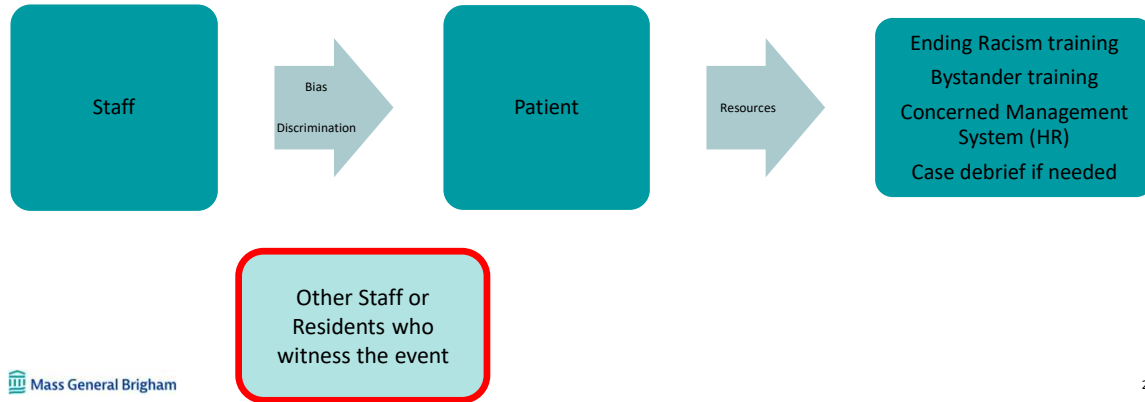 Staff
Bias
Discrimination
Patient
Resources
Ending Racism training
Bystander training
Concerned Management
System (HR)
Case debrief if needed
Other Staff or
Residents who
witness the event
Mass General Brigham
2